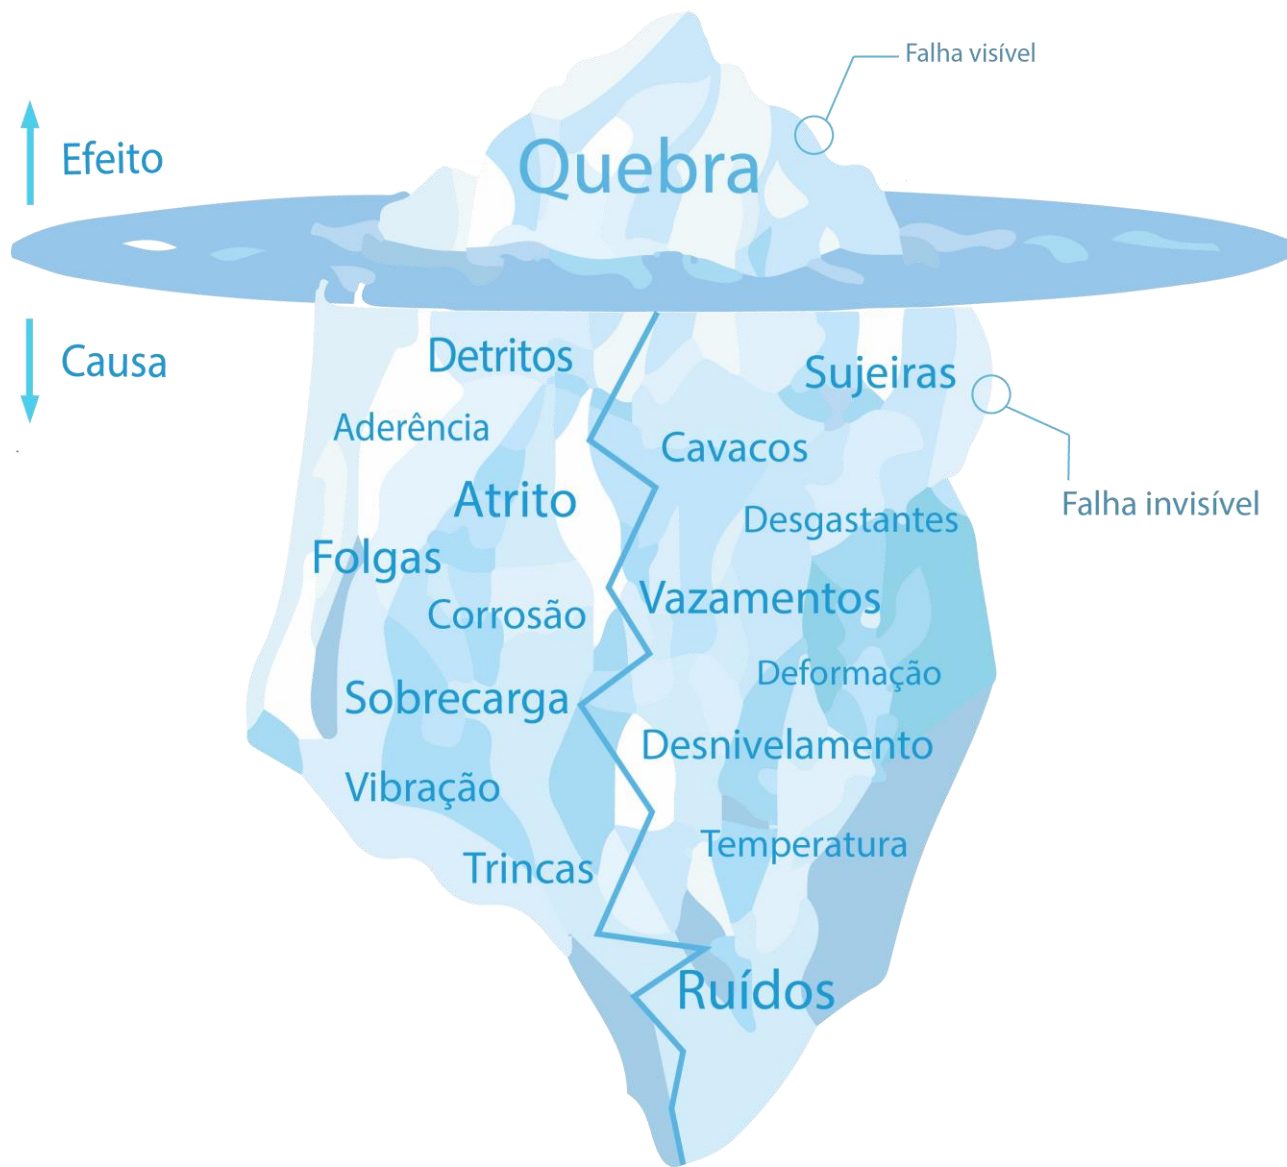 Falha visível
Quebra
Efeito
Causa
Detritos
Sujeiras
Aderência
Cavacos
Atrito
Falha invisível
Desgastantes
Folgas
Corrosão
Vazamentos
Deformação
Sobrecarga
Desnivelamento
Vibração
Temperatura
Trincas
Ruídos